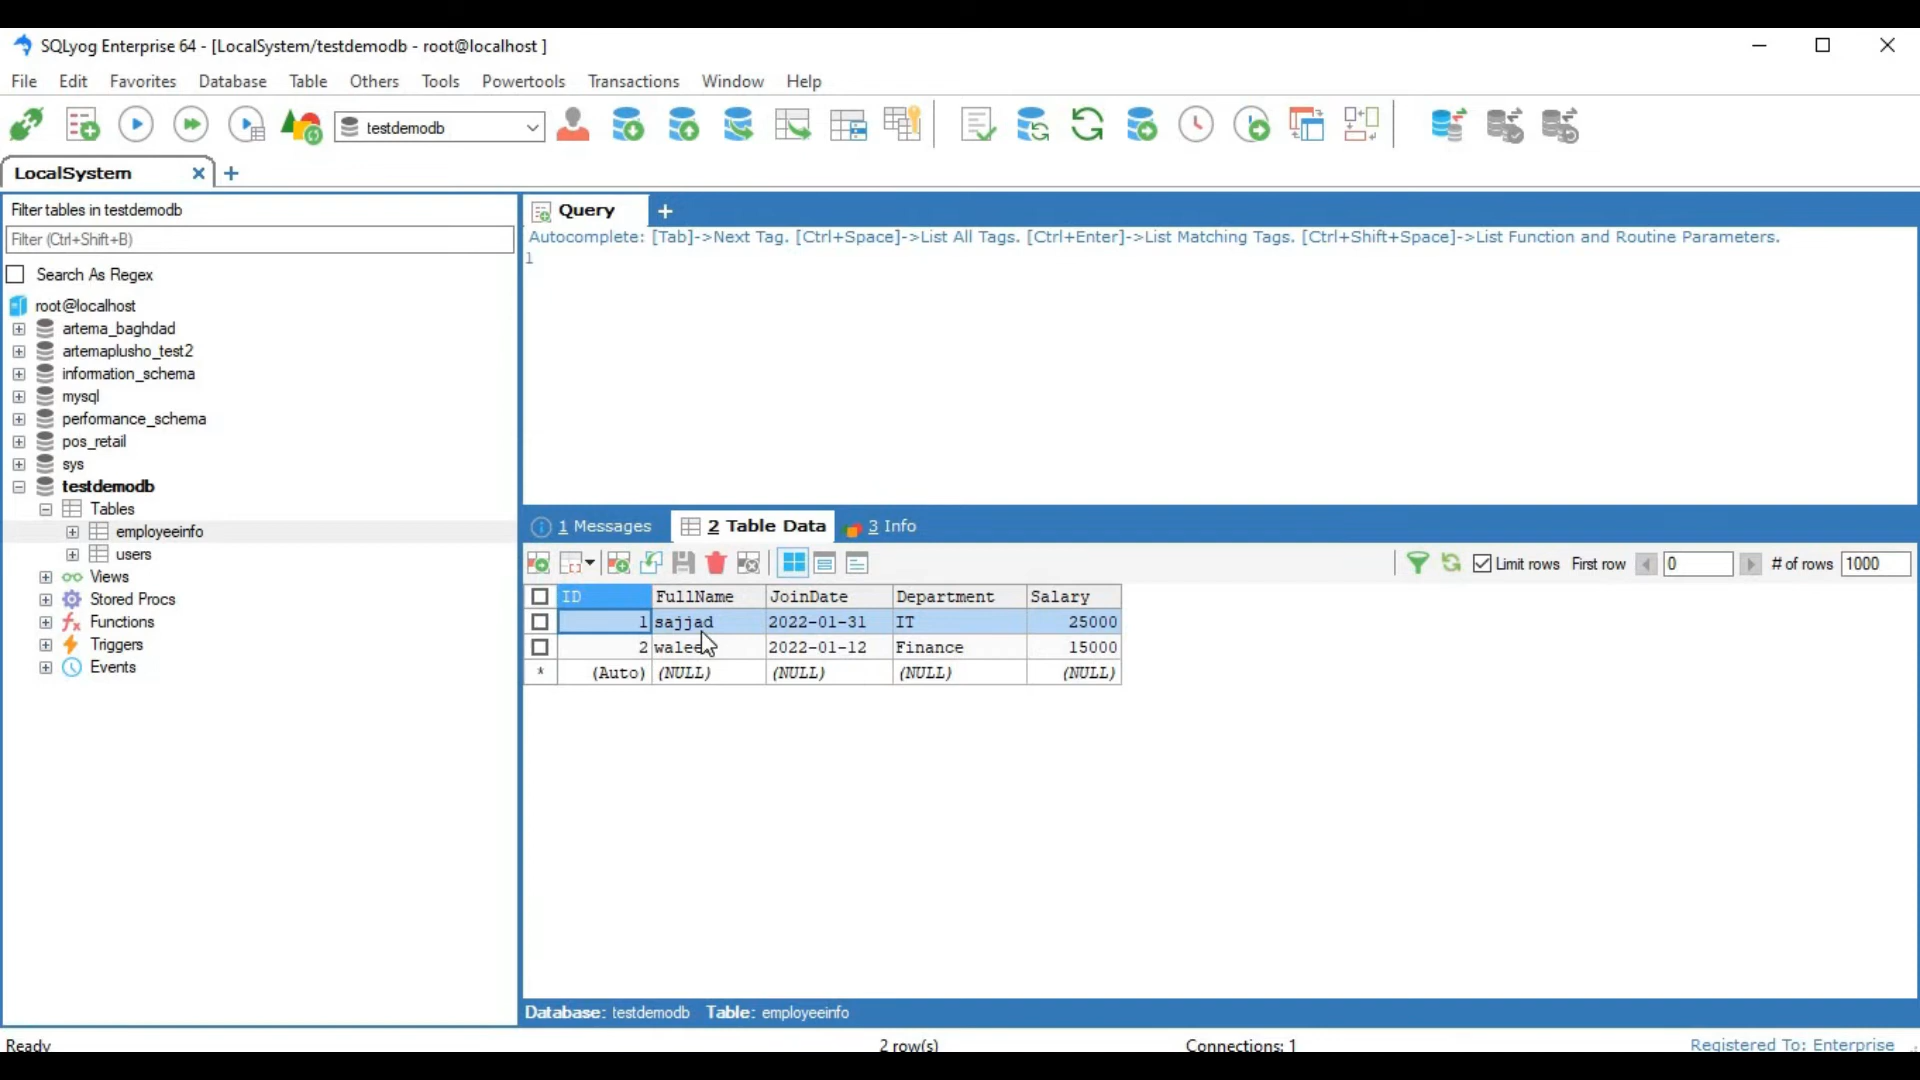 SQLyog Enterprise 64 - [LocalSystem/testdemodb - root@localhost ]
File Edit Favorites Database Table Others Tools Powertools Transactions Window Help
testdemodb
LocalSystem
Filter tables in testdemodb
Filter (Ctrl+Shift+B)
Search As Regex
root@localhost
artema_baghdad
artemaplusho_test2
information_schema
mysql
performance_schema
pos_retail
sys
testdemodb
Tables
employeeinfo
users
Views
Stored Procs
Functions
Triggers
Events
Query
Autocomplete: [Tab]->Next Tag. [Ctrl+Space]->List All Tags. [Ctrl+Enter]->List Matching Tags. [Ctrl+Shift+Space]->List Function and Routine Parameters.
1
1 Messages 2 Table Data 3 Info
Limit rows First row 0 # of rows 1000
ID FullName JoinDate Department Salary
1 sajjad 2022-01-31 IT 25000
2 2022-01-12 Finance 15000
* (Auto) (NULL) (NULL) (NULL) (NULL)
Database: testdemodb Table: employeeinfo
Ready 2 row(s) Connections: 1 Registered To: Enterprise